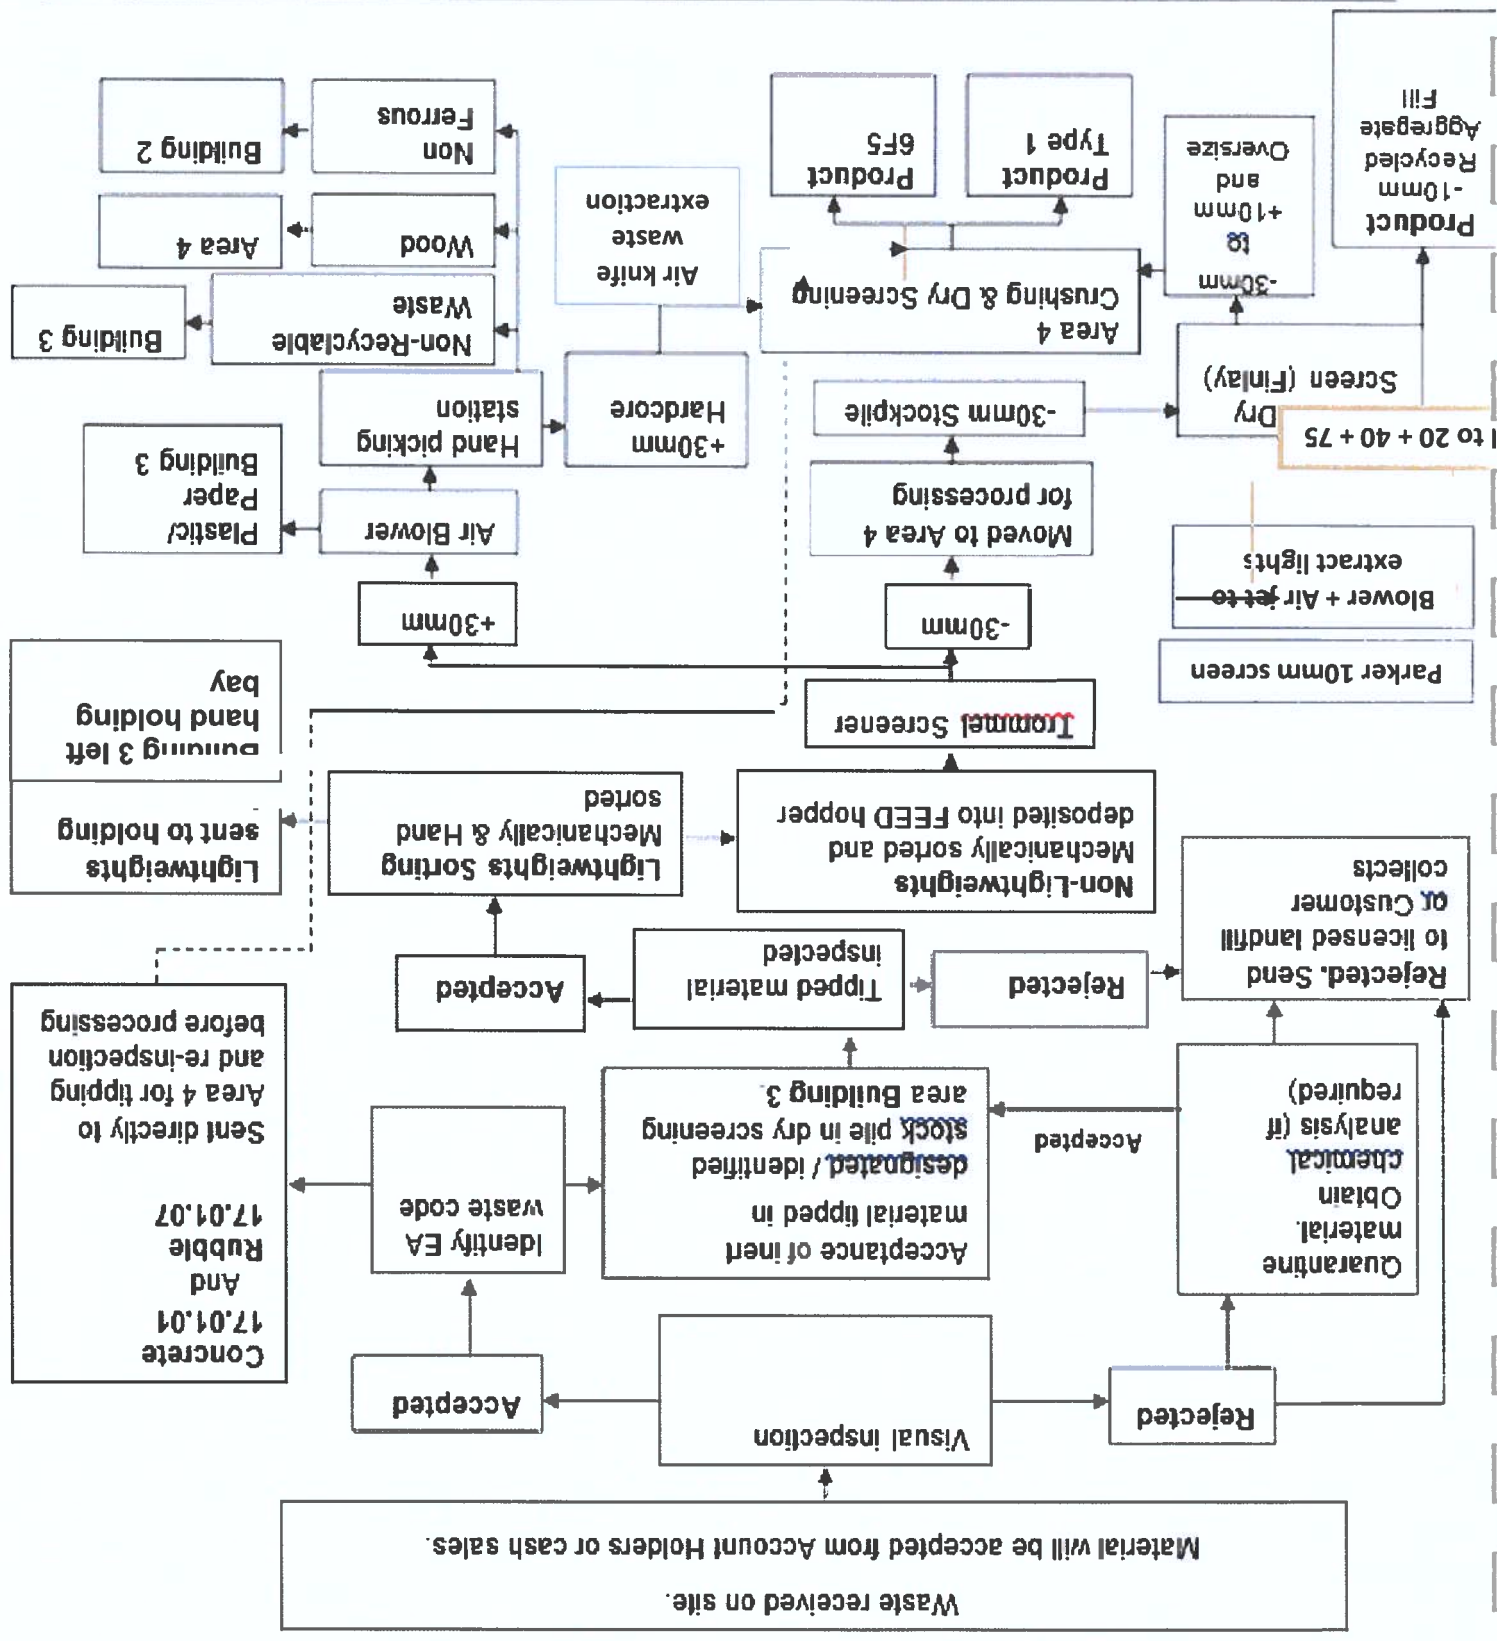 Waste received on site.
Material will be accepted from Account Holders or cash sales.
Rejected
Visual inspection
Accepted
Quarantine
material.
Obtain
chemical
analysis (if
required)
Accepted
Acceptance of inert
material tipped in
designated / identified
stock pile in dry screening
area Building 3
Identify EA
waste code
Concrete
17.01.01
And
Rubble
17.01.07
Sent directly to
Area 4 for tipping
and re-inspection
before processing
Rejected. Send
to licensed landfill
or Customer
collects
Rejected
Tipped material
inspected
Accepted
Non-Lightweights
Mechanically sorted and
deposited into FEED hopper
Lightweights Sorting
Mechanically & Hand
sorted
Lightweights
sent to holding
Building 3 left
hand holding
bay
Parker 10mm screen
Trommel Screener
Blower + Air jet to
extract lights
-30mm
+30mm
Moved to Area 4
for processing
Air Blower
Plastic/
Paper
Building 3
to 20 + 40 + 75
Dry
Screen (Finlay)
-30mm Stockpile
+30mm
Hardcore
Hand picking
station
-30mm
to
+10mm
and
Oversize
Area 4
Crushing & Dry Screening
Air knife
waste
extraction
Non-Recyclable
Waste
Building 3
Wood
Area 4
Non
Ferrous
Building 2
Product
-10mm
Recycled
Aggregate
Fill
Product
Type 1
Product
6F5